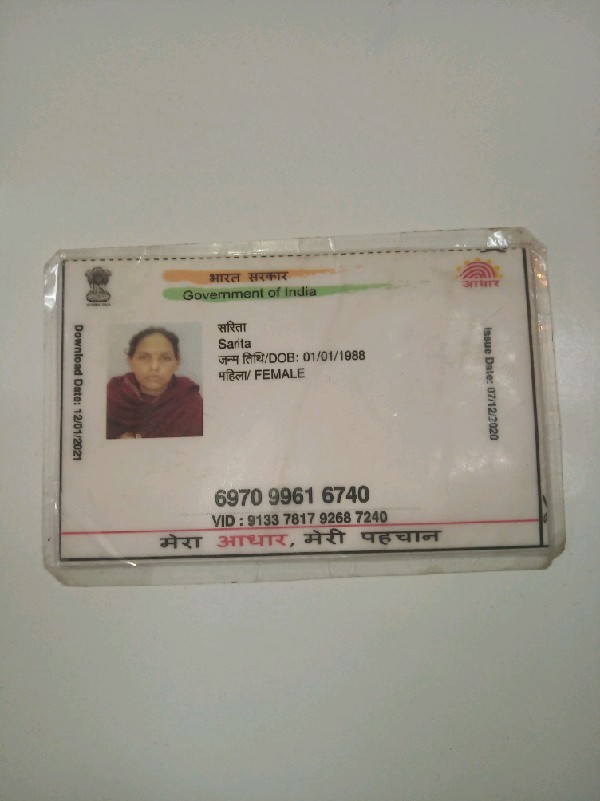 भारत सरकार
Government of India
आधार
सरिता
Sarita
जन्म तिथि/DOB: 01/01/1988
महिला/ FEMALE
Download Date: 12/01/2021
Issue Date: 07/12/2020
6970 9961 6740
VID : 9133 7817 9268 7240
मेरा आधार, मेरी पहचान